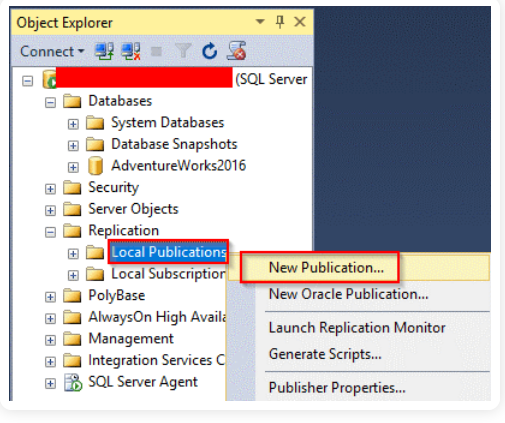 Object Explorer
Connect
(SQL Server
Databases
System Databases
Database Snapshots
AdventureWorks2016
Security
Server Objects
Replication
Local Publications
Local Subscription
PolyBase
AlwaysOn High Availa
Management
Integration Services C
SQL Server Agent
New Publication...
New Oracle Publication...
Launch Replication Monitor
Generate Scripts...
Publisher Properties...